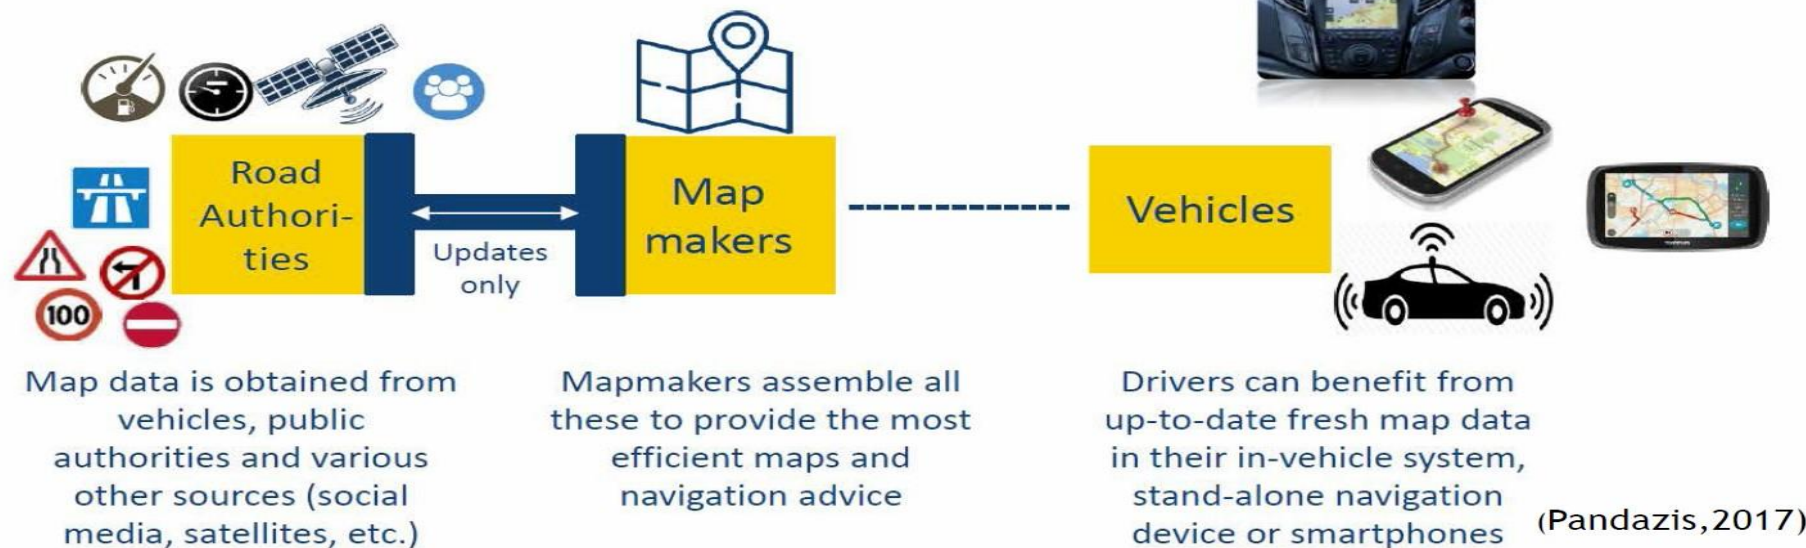 Road
Authori-
ties
Updates
only
Map
makers
Vehicles
100
Map data is obtained from
vehicles, public
authorities and various
other sources (social
media, satellites, etc.)
Mapmakers assemble all
these to provide the most
efficient maps and
navigation advice
Drivers can benefit from
up-to-date fresh map data
in their in-vehicle system,
stand-alone navigation
device or smartphones
(Pandazis,2017)